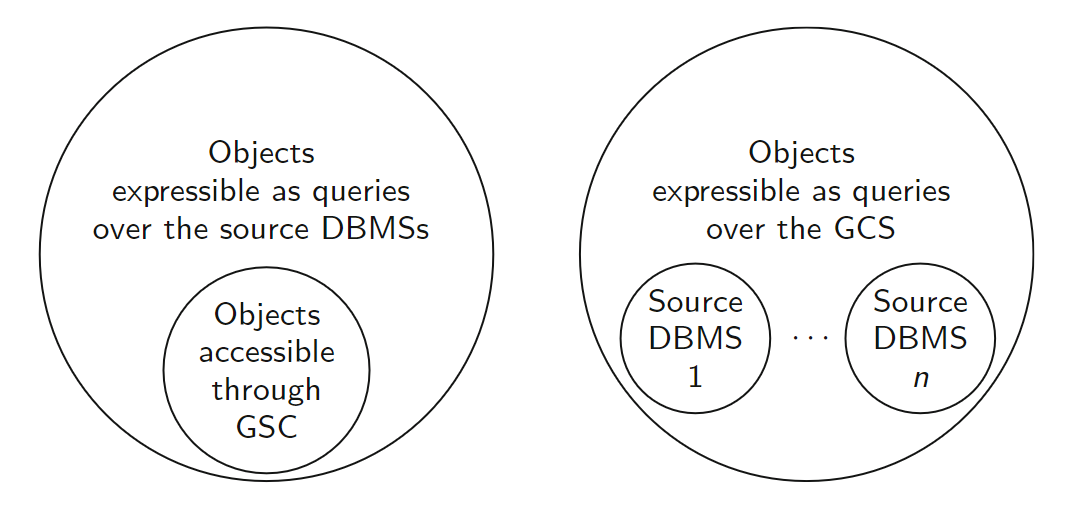 Objects
expressible as queries
over the source DBMSs
Objects
accessible
through
GSC
Objects
expressible as queries
over the GCS
Source
DBMS
1
· · ·
Source
DBMS
n